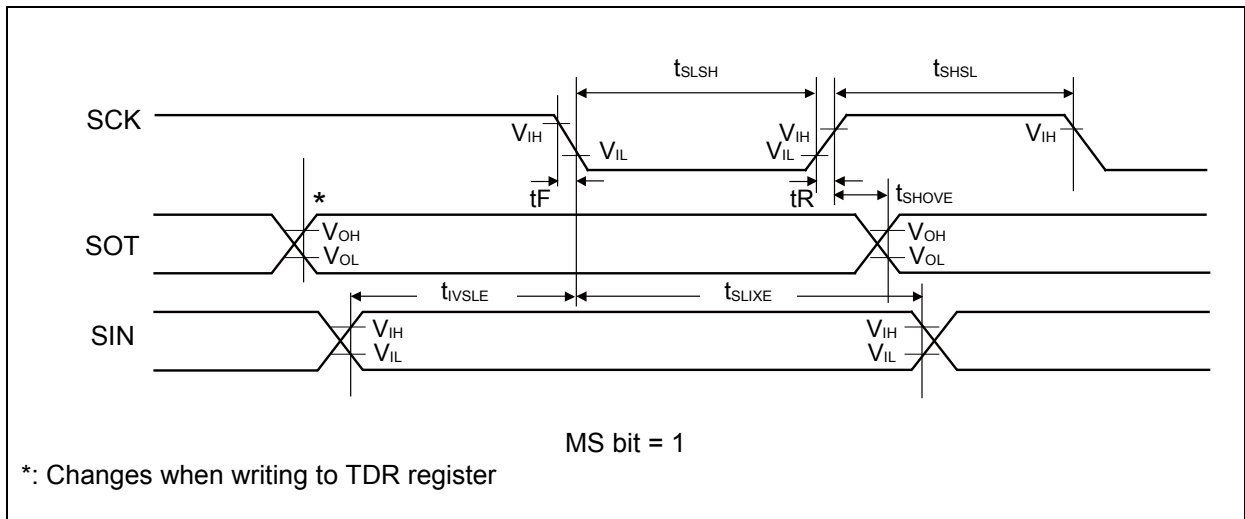 tSLSH tSHSL
SCK VIH VIL VIH VIL VIH
tF tR tSHOVE
*
SOT VOH VOL VOH VOL
tIVSLE tSLIXE
SIN VIH VIL VIH VIL
MS bit = 1
*: Changes when writing to TDR register